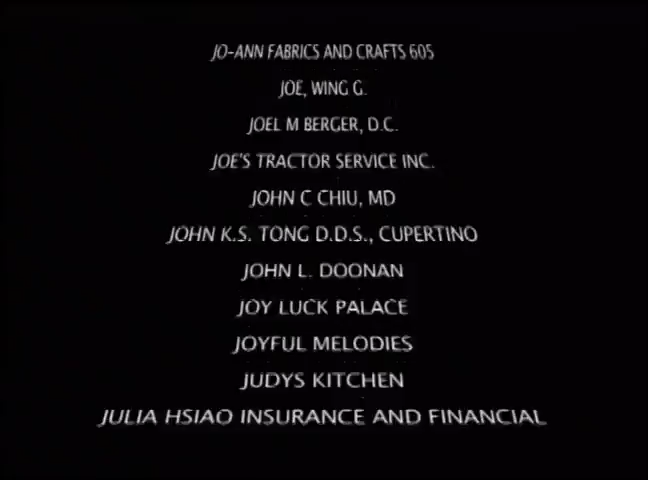 JO-ANN FABRICS AND CRAFTS 605
JOE, WING G.
JOEL M BERGER, D.C.
JOE'S TRACTOR SERVICE INC.
JOHN C CHIU, MD
JOHN K.S. TONG D.D.S., CUPERTINO
JOHN L. DOONAN
JOY LUCK PALACE
JOYFUL MELODIES
JUDYS KITCHEN
JULIA HSIAO INSURANCE AND FINANCIAL